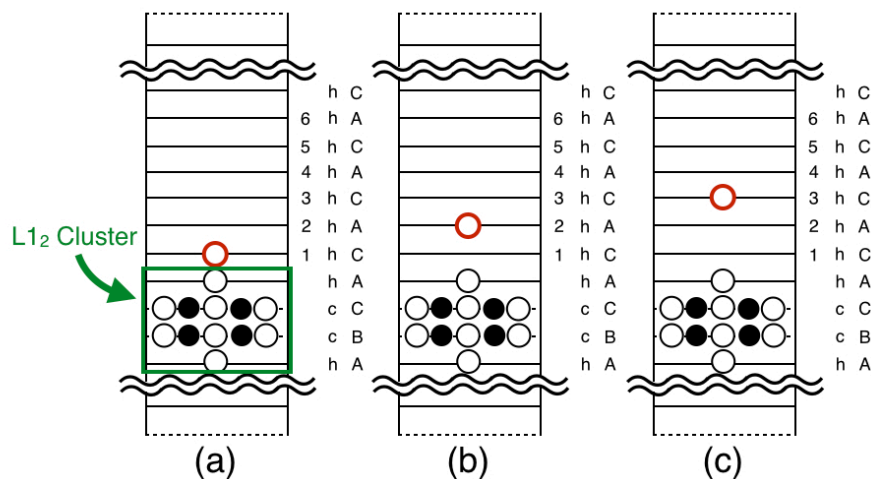 h C h C h C
6 h A 6 h A 6 h A
5 h C 5 h C 5 h C
4 h A 4 h A 4 h A
3 h C 3 h C 3 h C
2 h A 2 h A 2 h A
L1₂ Cluster
1 h C 1 h C 1 h C
h A h A h A
c C c C c C
c B c B c B
h A h A h A
(a) (b) (c)